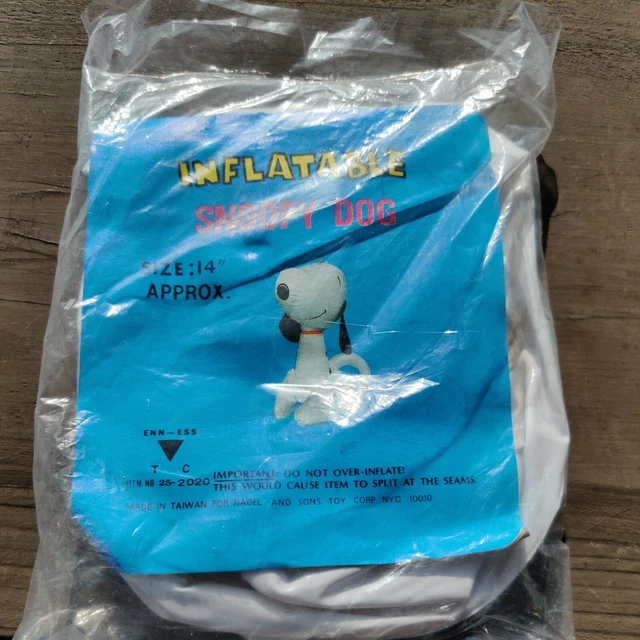 INFLATABLE
SNOOPY DOG
SIZE:14"
APPROX.
ENN-ESS
T C
ITEM NO 25-2020
IMPORTANT: DO NOT OVER-INFLATE!
THIS WOULD CAUSE ITEM TO SPLIT AT THE SEAMS.
MADE IN TAIWAN FOR NADEL AND SONS TOY CORP NYC 10010